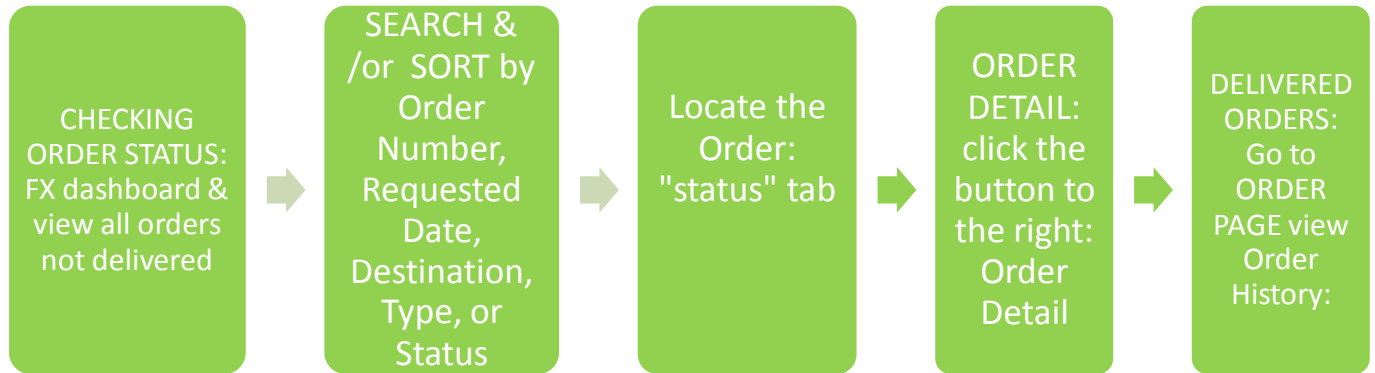 CHECKING
ORDER STATUS:
FX dashboard &
view all orders
not delivered
SEARCH &
/or  SORT by
Order
Number,
Requested
Date,
Destination,
Type, or
Status
Locate the
Order:
"status" tab
ORDER
DETAIL:
click the
button to
the right:
Order
Detail
DELIVERED
ORDERS:
Go to
ORDER
PAGE view
Order
History: